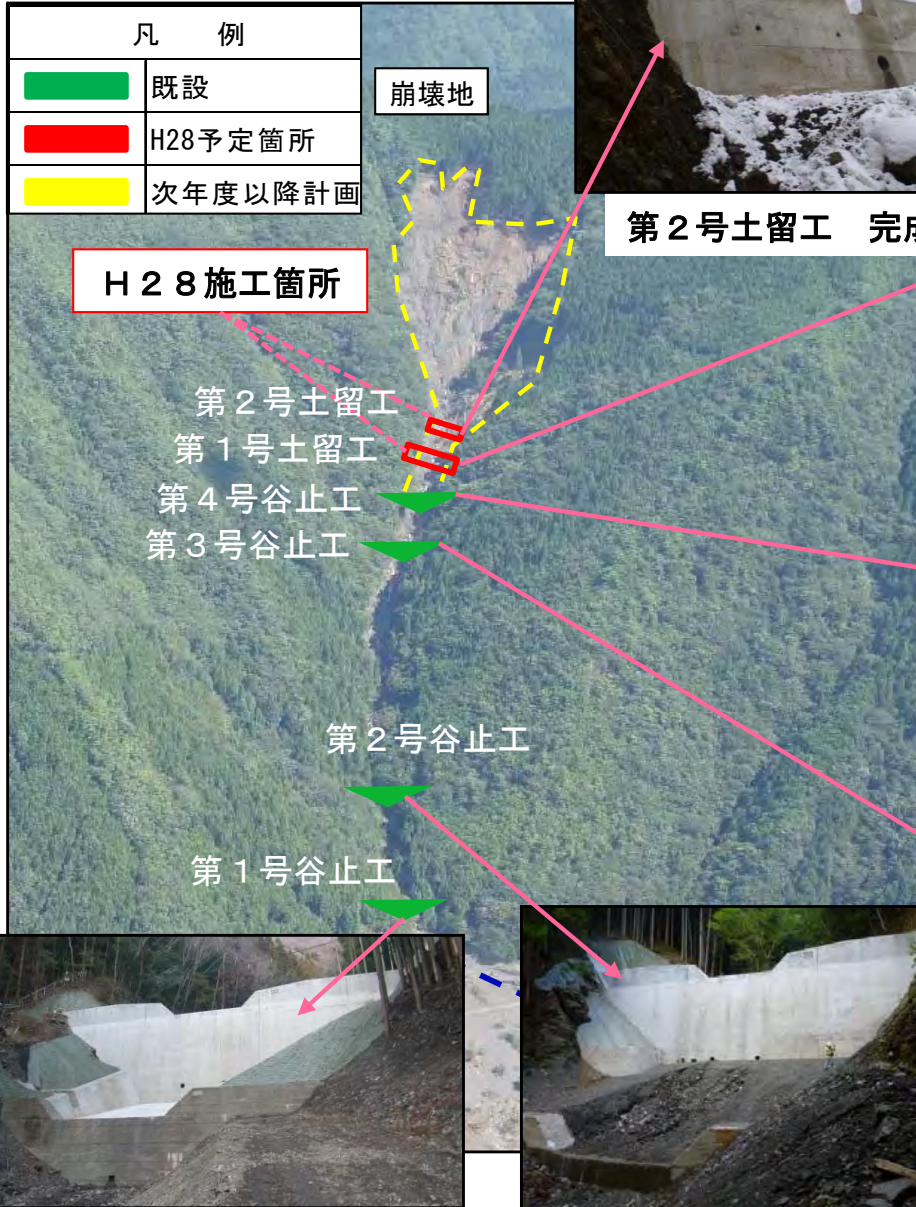 凡　例
既設
H28予定箇所
次年度以降計画
崩壊地
第２号土留工　完成
Ｈ２８施工箇所
第２号土留工
第１号土留工
第４号谷止工
第３号谷止工
第２号谷止工
第１号谷止工